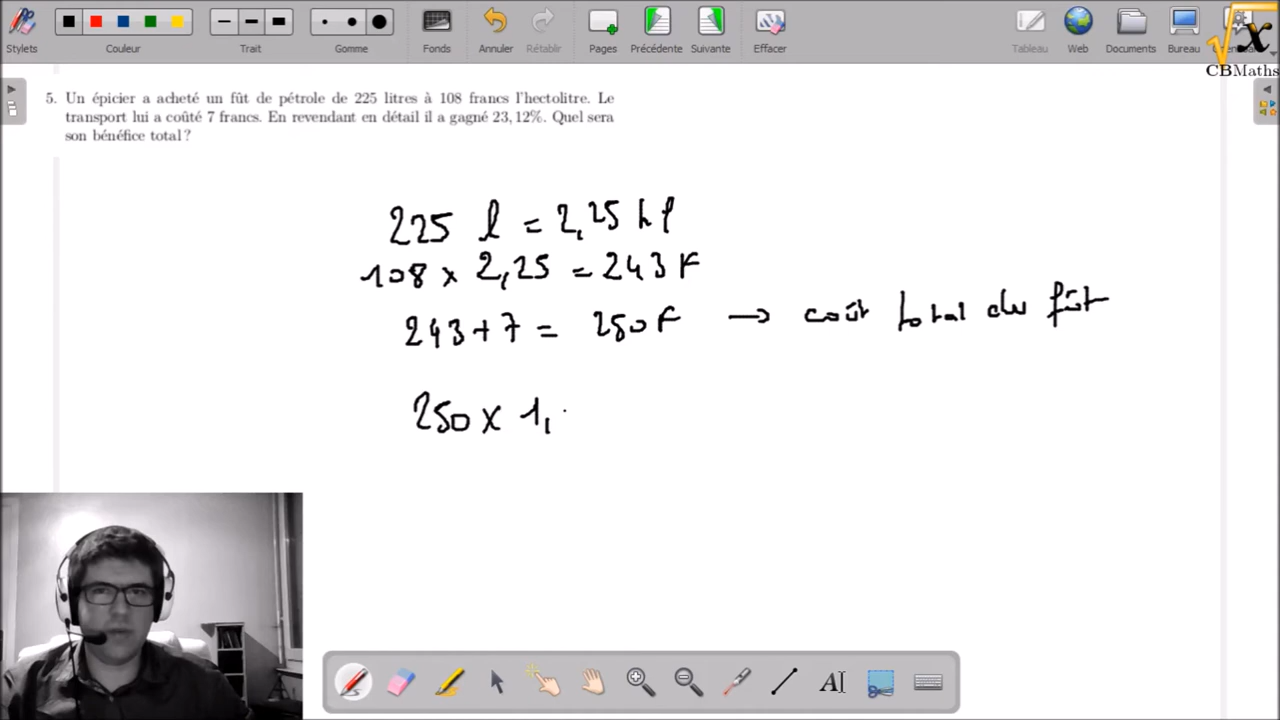 Stylets
Couleur
Trait
Gomme
Fonds
Annuler
Rétablir
Pages
Précédente
Suivante
Effacer
Tableau
Web
Documents
Bureau
CBMaths
5. Un épicier a acheté un fût de pétrole de 225 litres à 108 francs l'hectolitre. Le
transport lui a coûté 7 francs. En revendant en détail il a gagné 23,12%. Quel sera
son bénéfice total ?
225 l = 2,25 hl
108 x 2,25 = 243 F
243 + 7 = 250 F → coût total du fût
250 x 1,